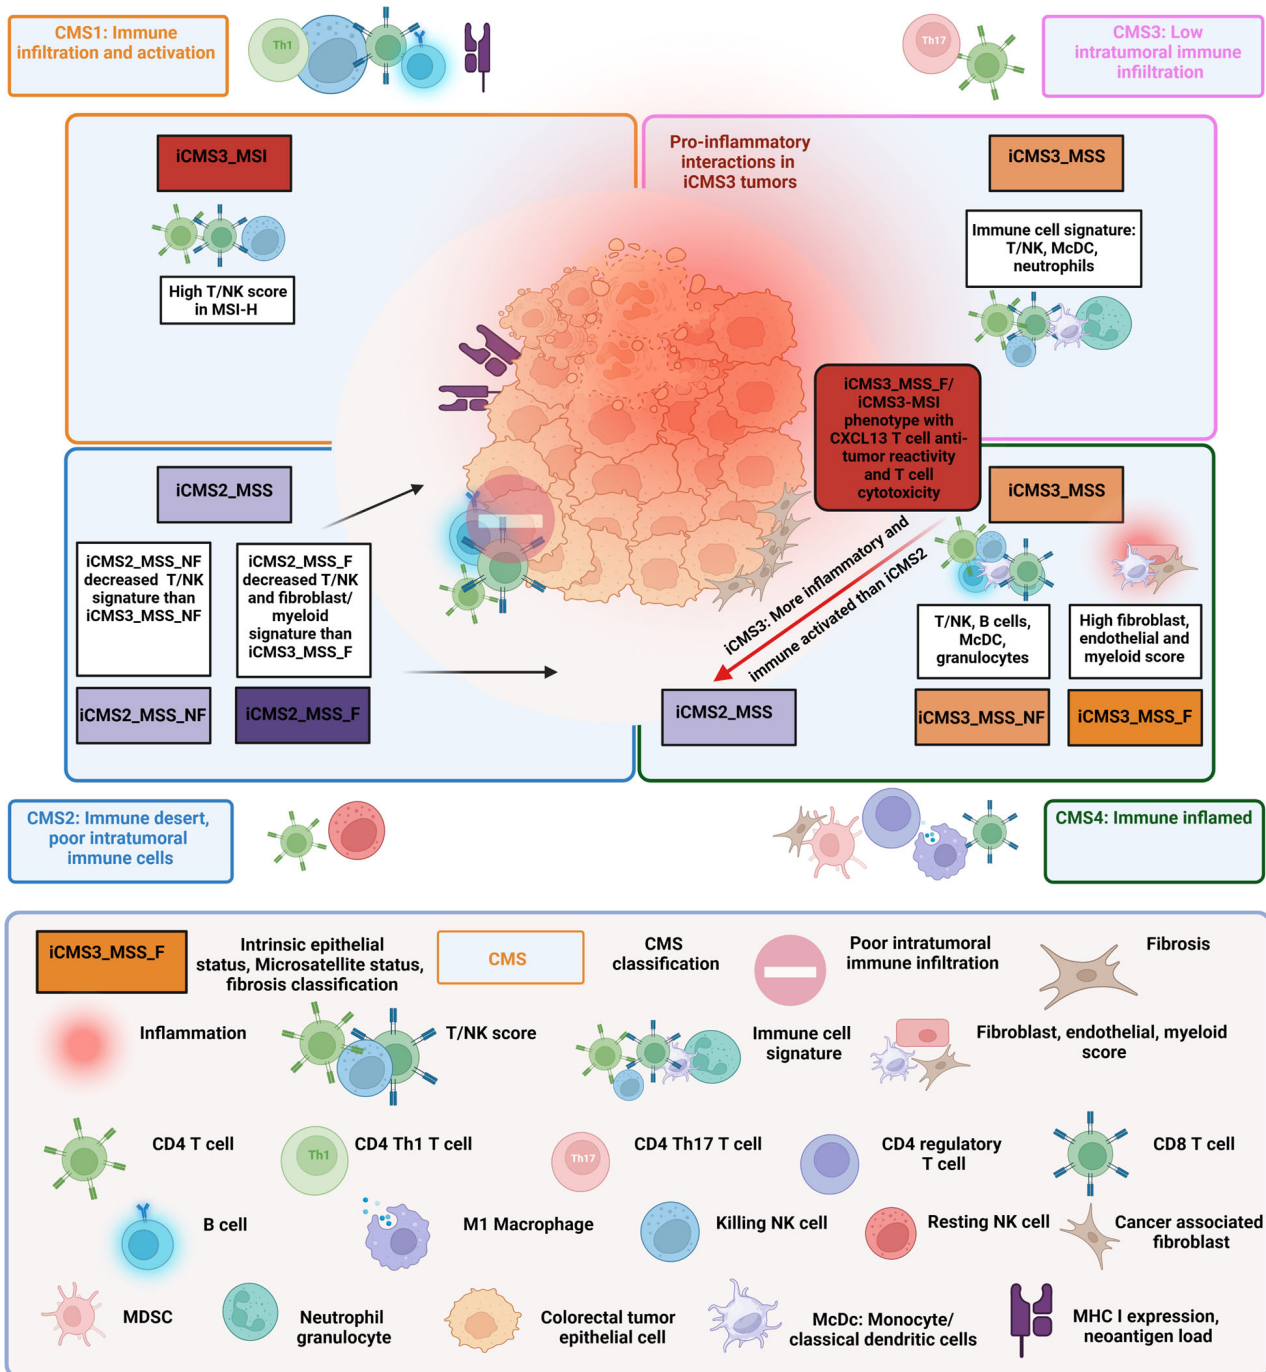 CMS1: Immune
infiltration and activation
Th1
Th17
CMS3: Low
intratumoral immune
infiiltration
iCMS3_MSI
High T/NK score
in MSI-H
Pro-inflammatory
interactions in
iCMS3 tumors
iCMS3_MSS
Immune cell signature:
T/NK, McDC,
neutrophils
iCMS3_MSS_F/
iCMS3-MSI
phenotype with
CXCL13 T cell anti-
tumor reactivity
and T cell
cytotoxicity
iCMS2_MSS
iCMS2_MSS_NF
decreased T/NK
signature than
iCMS3_MSS_NF
iCMS2_MSS_F
decreased T/NK
and fibroblast/
myeloid
signature than
iCMS3_MSS_F
iCMS2_MSS_NF
iCMS2_MSS_F
iCMS3: More inflammatory and
immune activated than iCMS2
iCMS2_MSS
iCMS3_MSS
T/NK, B cells,
McDC,
granulocytes
High fibroblast,
endothelial and
myeloid score
iCMS3_MSS_NF
iCMS3_MSS_F
CMS2: Immune desert,
poor intratumoral
immune cells
CMS4: Immune inflamed
iCMS3_MSS_F
Intrinsic epithelial
status, Microsatellite status,
fibrosis classification
CMS
CMS
classification
Poor intratumoral
immune infiltration
Fibrosis
Inflammation
T/NK score
Immune cell
signature
Fibroblast, endothelial, myeloid
score
CD4 T cell
Th1
CD4 Th1 T cell
Th17
CD4 Th17 T cell
CD4 regulatory
T cell
CD8 T cell
B cell
M1 Macrophage
Killing NK cell
Resting NK cell
Cancer associated
fibroblast
MDSC
Neutrophil
granulocyte
Colorectal tumor
epithelial cell
McDc: Monocyte/
classical dendritic cells
MHC I expression,
neoantigen load